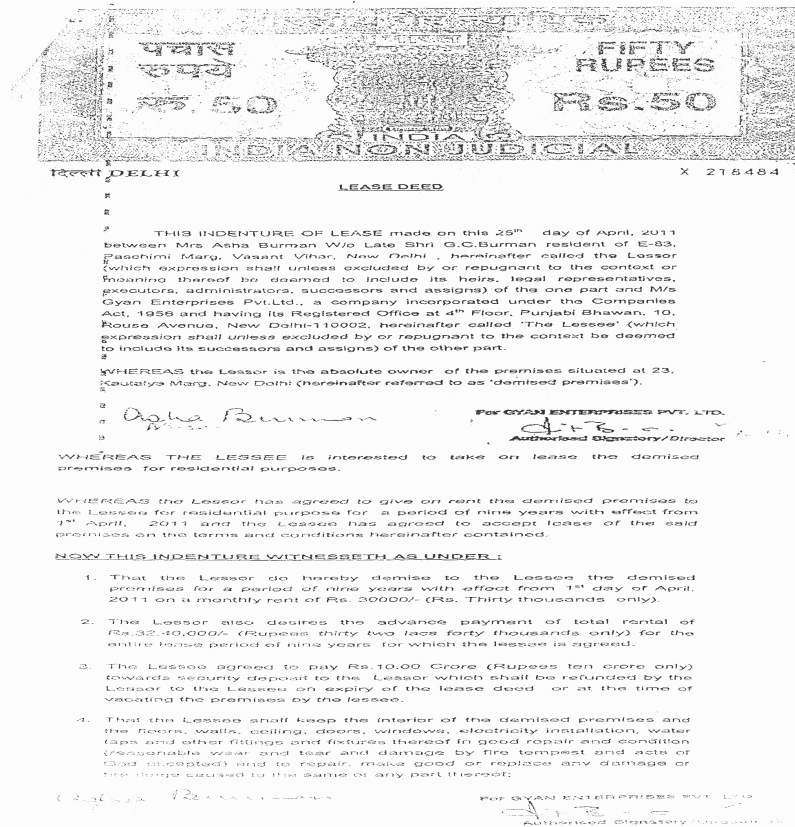 पचास
रुपये
रू. 50
FIFTY
RUPEES
Rs.50
INDIA
INDIA NON JUDICIAL
दिल्ली DELHI
X 218484
LEASE DEED
THIS INDENTURE OF LEASE made on this 25th day of April, 2011
between Mrs Asha Burman W/o Late Shri G.C.Burman resident of E-83,
Paschimi Marg, Vasant Vihar, New Delhi , hereinafter called the Lessor
(which expression shall unless excluded by or repugnant to the context or
meaning thereof be deemed to include its heirs, legal representatives,
executors, administrators, successors and assigns) of the one part and M/s
Gyan Enterprises Pvt.Ltd., a company incorporated under the Companies
Act, 1956 and having its Registered Office at 4th Floor, Punjabi Bhawan, 10,
Rouse Avenue, New Delhi-110002, hereinafter called 'The Lessee' (which
expression shall unless excluded by or repugnant to the context be deemed
to include its successors and assigns) of the other part.
WHEREAS the Lessor is the absolute owner of the premises situated at 23,
Kautalya Marg, New Delhi (hereinafter referred to as 'demised premises').
Asha Burman
For GYAN ENTERPRISES PVT. LTD.
Authorised Signatory/Director
WHEREAS THE LESSEE is interested to take on lease the demised
premises for residential purposes.
WHEREAS the Lessor has agreed to give on rent the demised premises to
the Lessee for residential purpose for a period of nine years with effect from
1st April, 2011 and the Lessee has agreed to accept lease of the said
premises on the terms and conditions hereinafter contained.
NOW THIS INDENTURE WITNESSETH AS UNDER :
1. That the Lessor do hereby demise to the Lessee the demised
premises for a period of nine years with effect from 1st day of April,
2011 on a monthly rent of Rs. 30000/- (Rs. Thirty thousands only).
2. The Lessor also desires the advance payment of total rental of
Rs.32,40,000/- (Rupees thirty two lacs forty thousands only) for the
entire lease period of nine years for which the lessee is agreed.
3. The Lessee agreed to pay Rs.10.00 Crore (Rupees ten crore only)
towards security deposit to the Lessor which shall be refunded by the
Lessor to the Lessee on expiry of the lease deed or at the time of
vacating the premises by the lessee.
4. That the Lessee shall keep the interior of the demised premises and
the floors, walls, ceiling, doors, windows, electricity installation, water
taps and other fittings and fixtures thereof in good repair and condition
(reasonable wear and tear and damage by fire tempest and acts of
God excepted) and to repair, make good or replace any damage or
caused to the same or any part thereof;
For GYAN ENTERPRISES PVT. LTD.
Authorised Signatory/Director